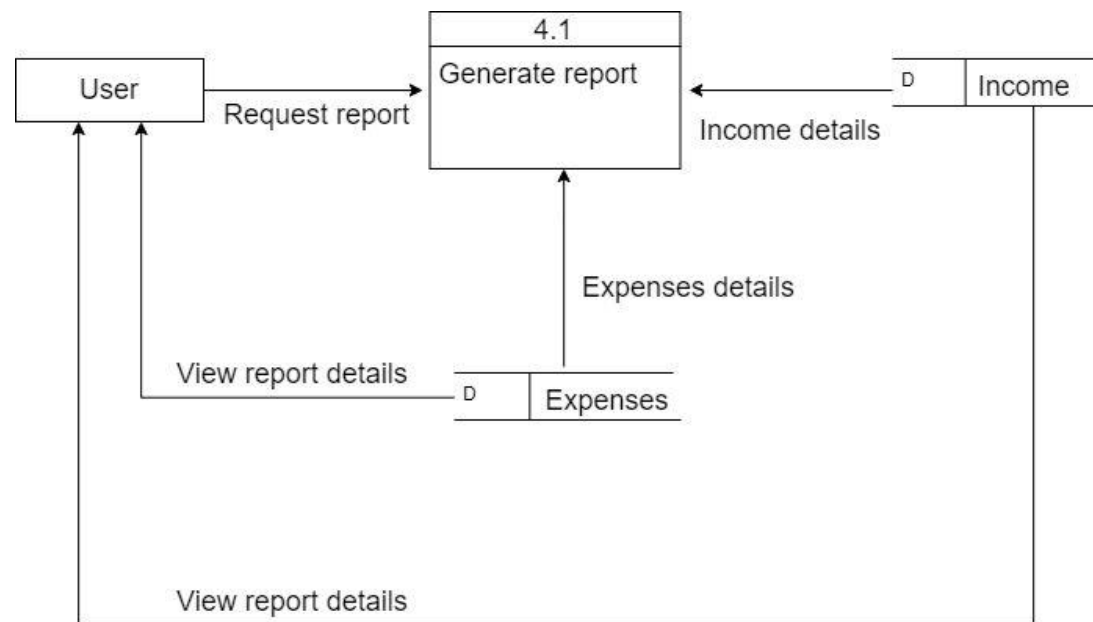 4.1
User
Generate report
D
Income
Request report
Income details
Expenses details
View report details
D
Expenses
View report details